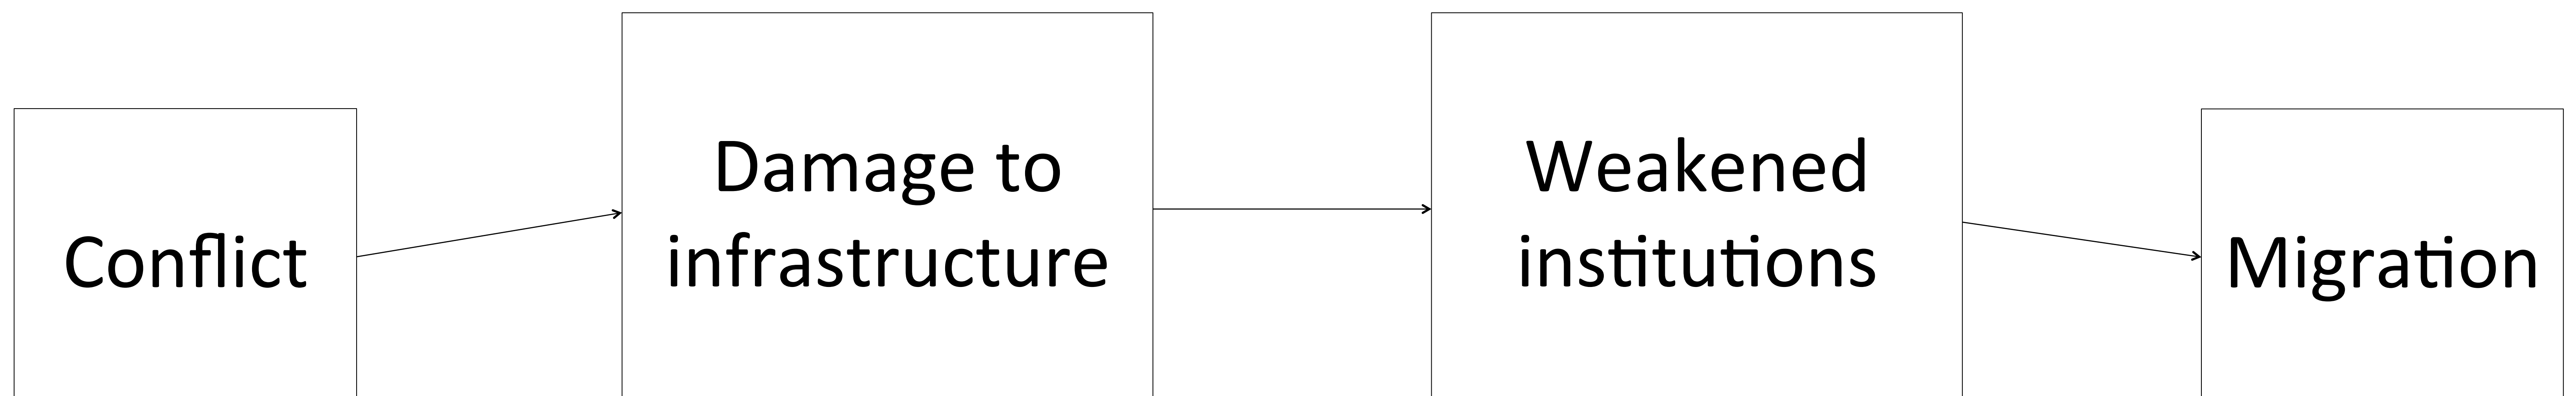 Conflict
Damage to
infrastructure
Weakened
institutions
Migration